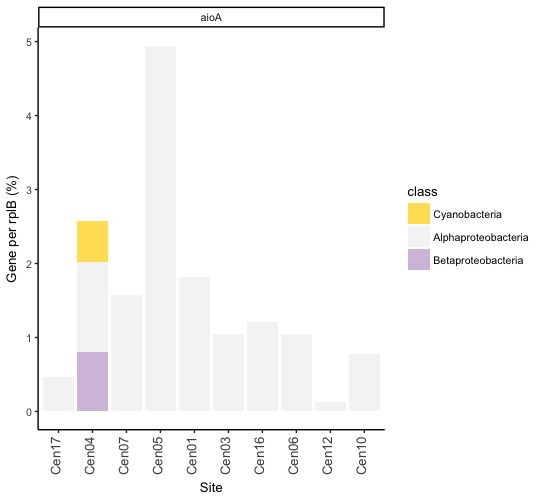 aioA
Gene per rplB (%)
5
4
3
2
1
0
Cen17
Cen04
Cen07
Cen05
Cen01
Cen03
Cen16
Cen06
Cen12
Cen10
Site
class
Cyanobacteria
Alphaproteobacteria
Betaproteobacteria